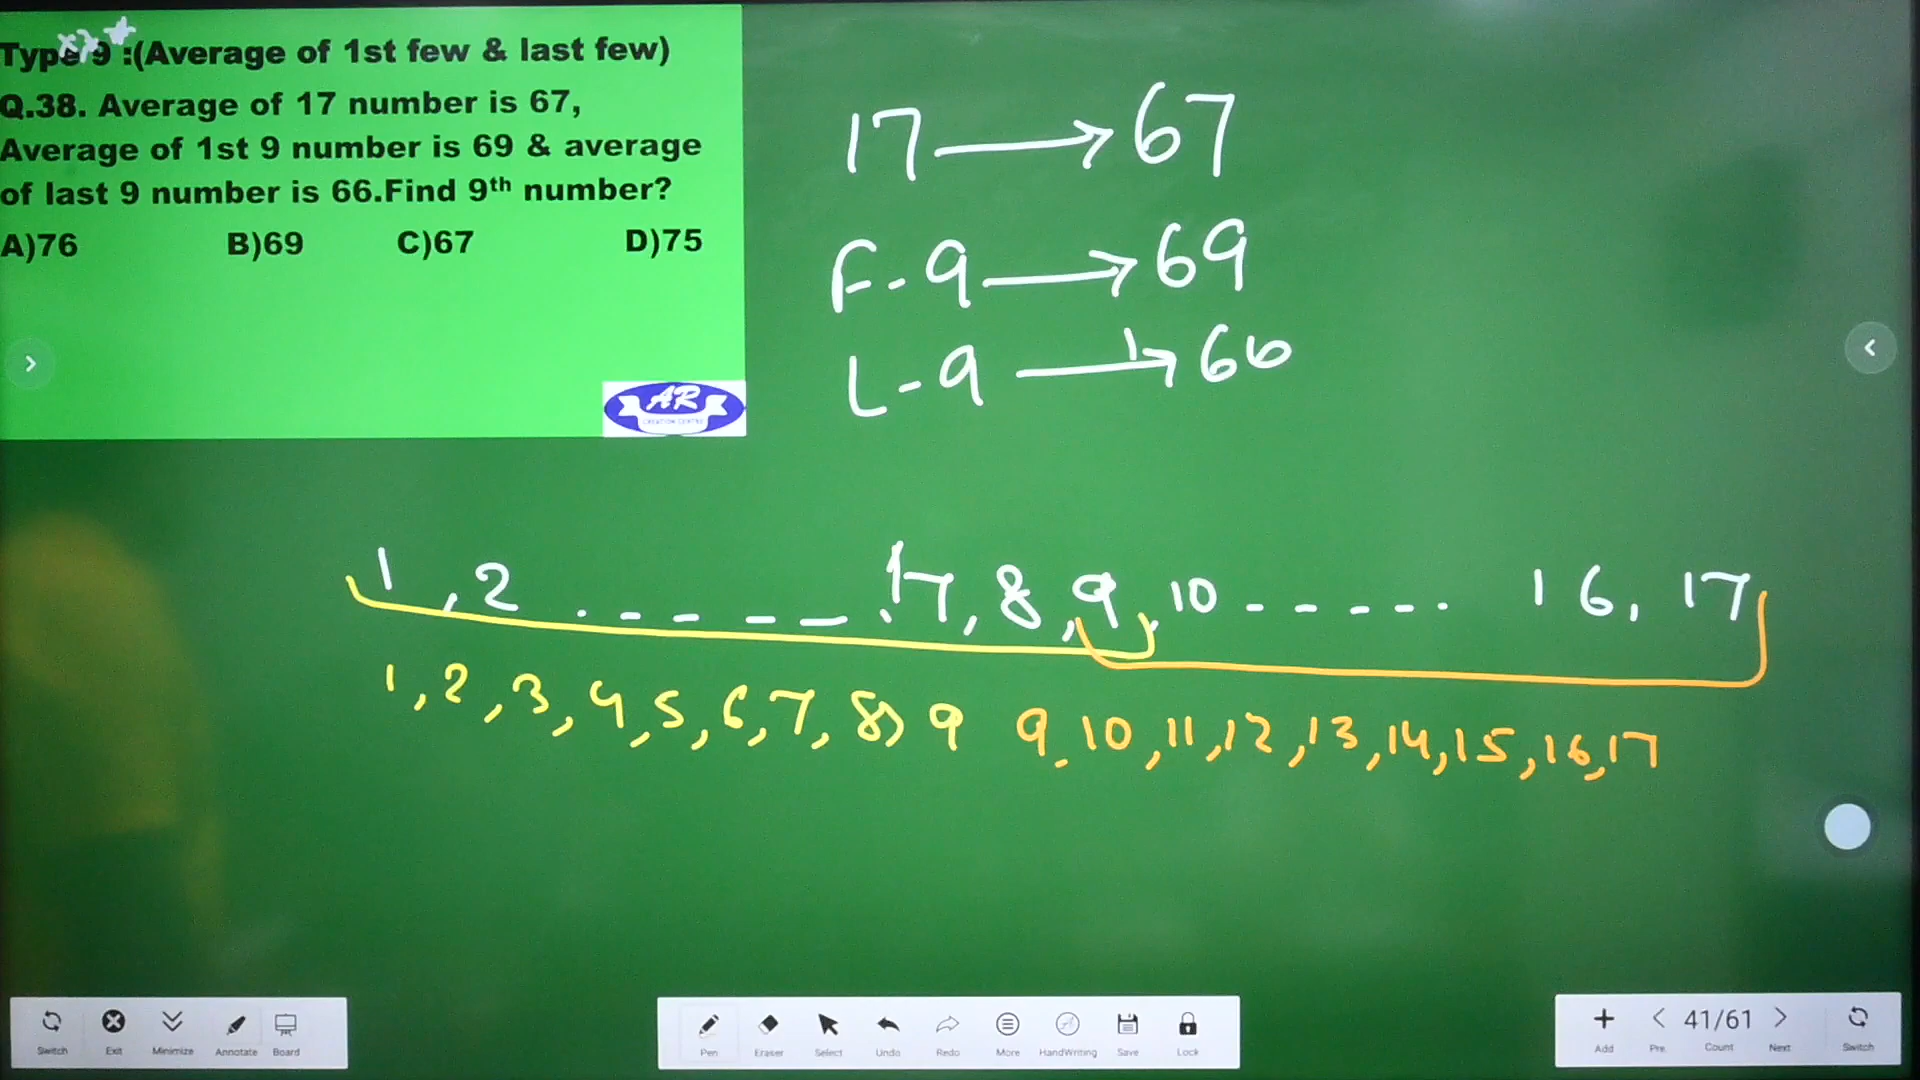 Type 9 :(Average of 1st few & last few)
Q.38. Average of 17 number is 67,
Average of 1st 9 number is 69 & average
of last 9 number is 66.Find 9th number?
A)76 B)69 C)67 D)75
AR
CREATION CENTRE
17 → 67
F-9 → 69
L-9 → 66
1, 2 . - - - - . 7, 8, 9, 10 - - - - - . 16, 17
1, 2, 3, 4, 5, 6, 7, 8, 9 9, 10, 11, 12, 13, 14, 15, 16, 17
Switch Exit Minimize Annotate Board
Pen Eraser Select Undo Redo More HandWriting Save Lock
41/61
Add Pre. Count Next Switch